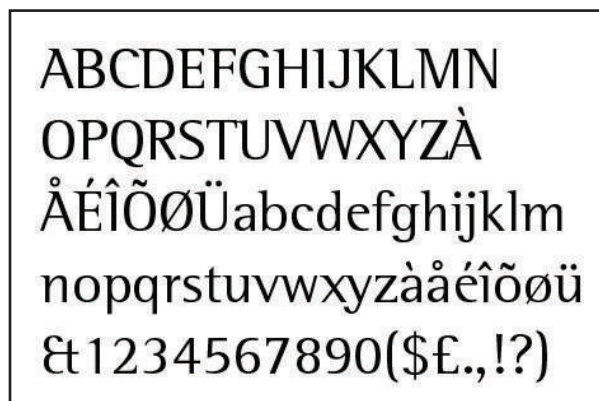 ABCDEFGHIJKLMN
OPQRSTUVWXYZÀ
ÅÉÎÕØÜabcdefghijklm
nopqrstuvwxyzàåéîõøü
&1234567890($£.,!?)